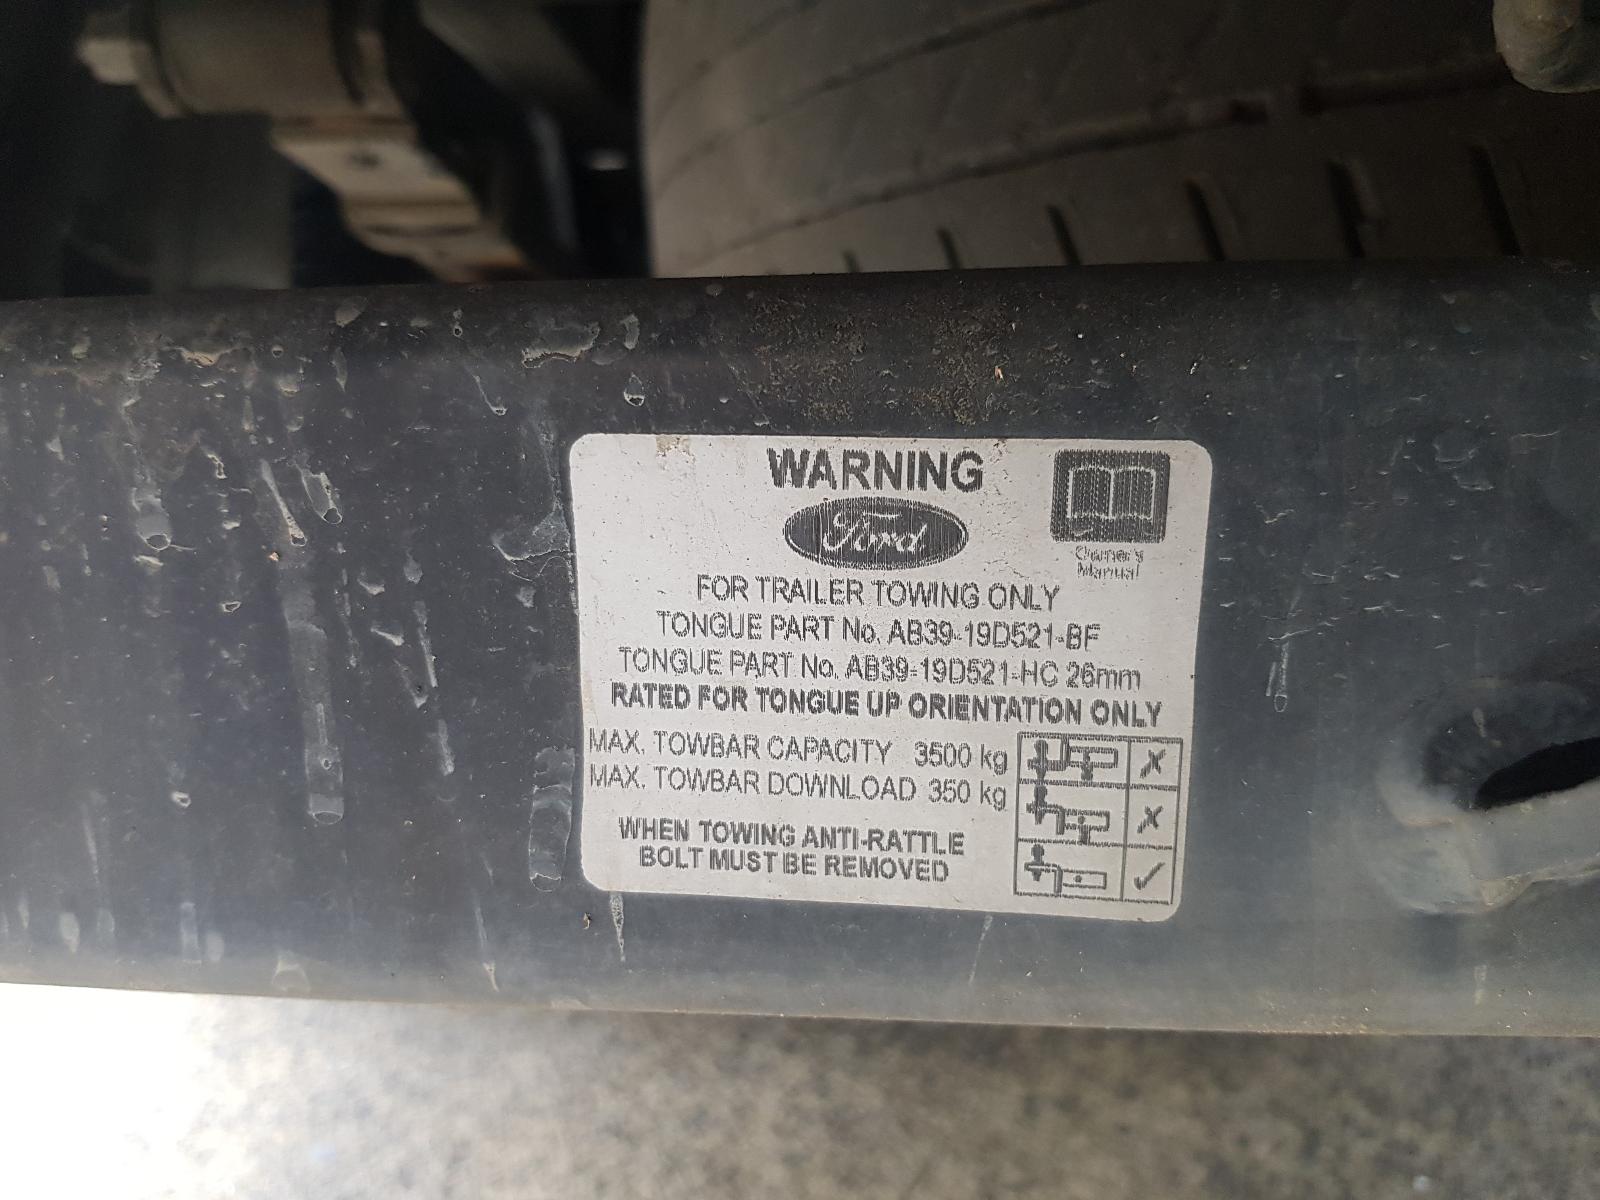 WARNING
Ford
Owner's
Manual
FOR TRAILER TOWING ONLY
TONGUE PART No. AB39-19D521-BF
TONGUE PART No. AB39-19D521-HC 26mm
RATED FOR TONGUE UP ORIENTATION ONLY
MAX. TOWBAR CAPACITY 3500 kg
MAX. TOWBAR DOWNLOAD 350 kg
WHEN TOWING ANTI-RATTLE
BOLT MUST BE REMOVED